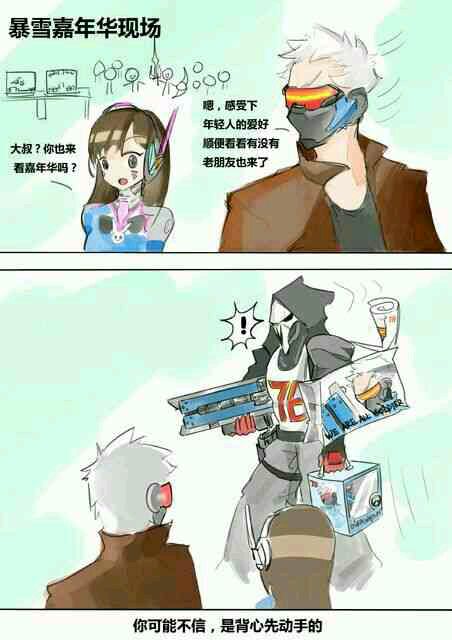 暴雪嘉年华现场
大叔？你也来
看嘉年华吗？
嗯，感受下
年轻人的爱好
顺便看看有没有
老朋友也来了
!
76
WE ARE ALL
你可能不信，是背心先动手的